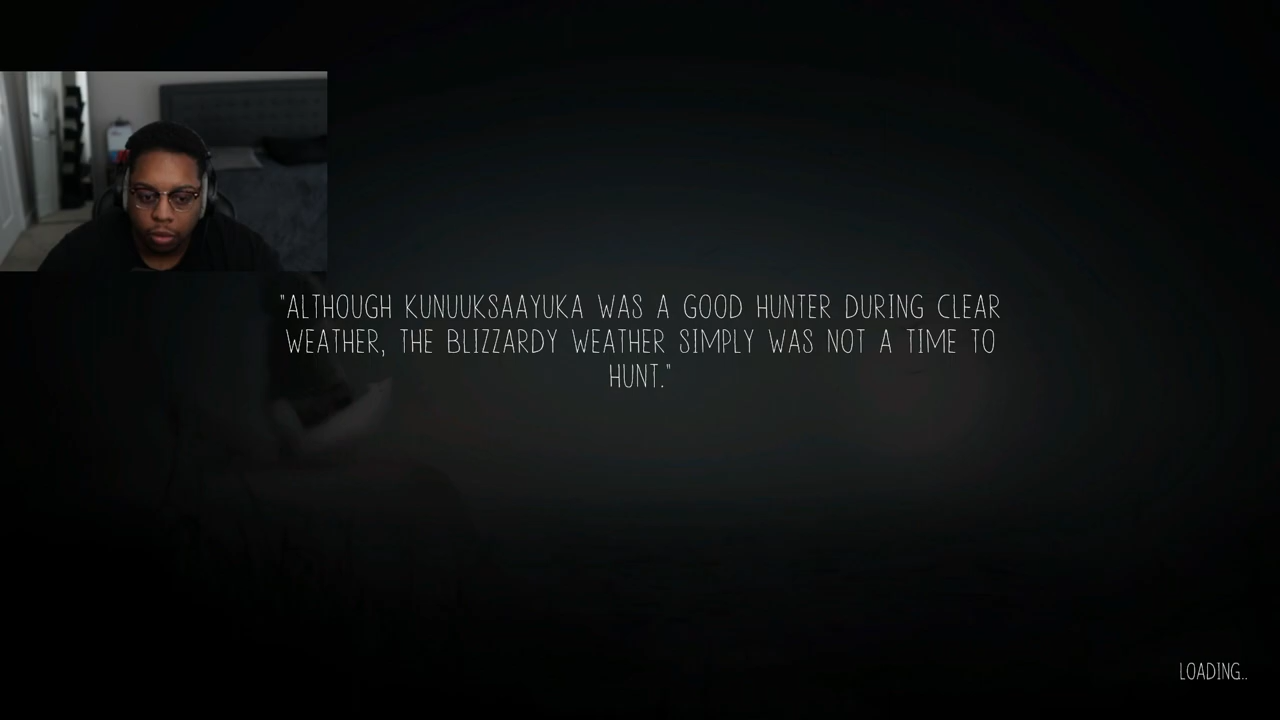 "ALTHOUGH KUNUUKSAAYUKA WAS A GOOD HUNTER DURING CLEAR
WEATHER, THE BLIZZARDY WEATHER SIMPLY WAS NOT A TIME TO
HUNT."
LOADING..